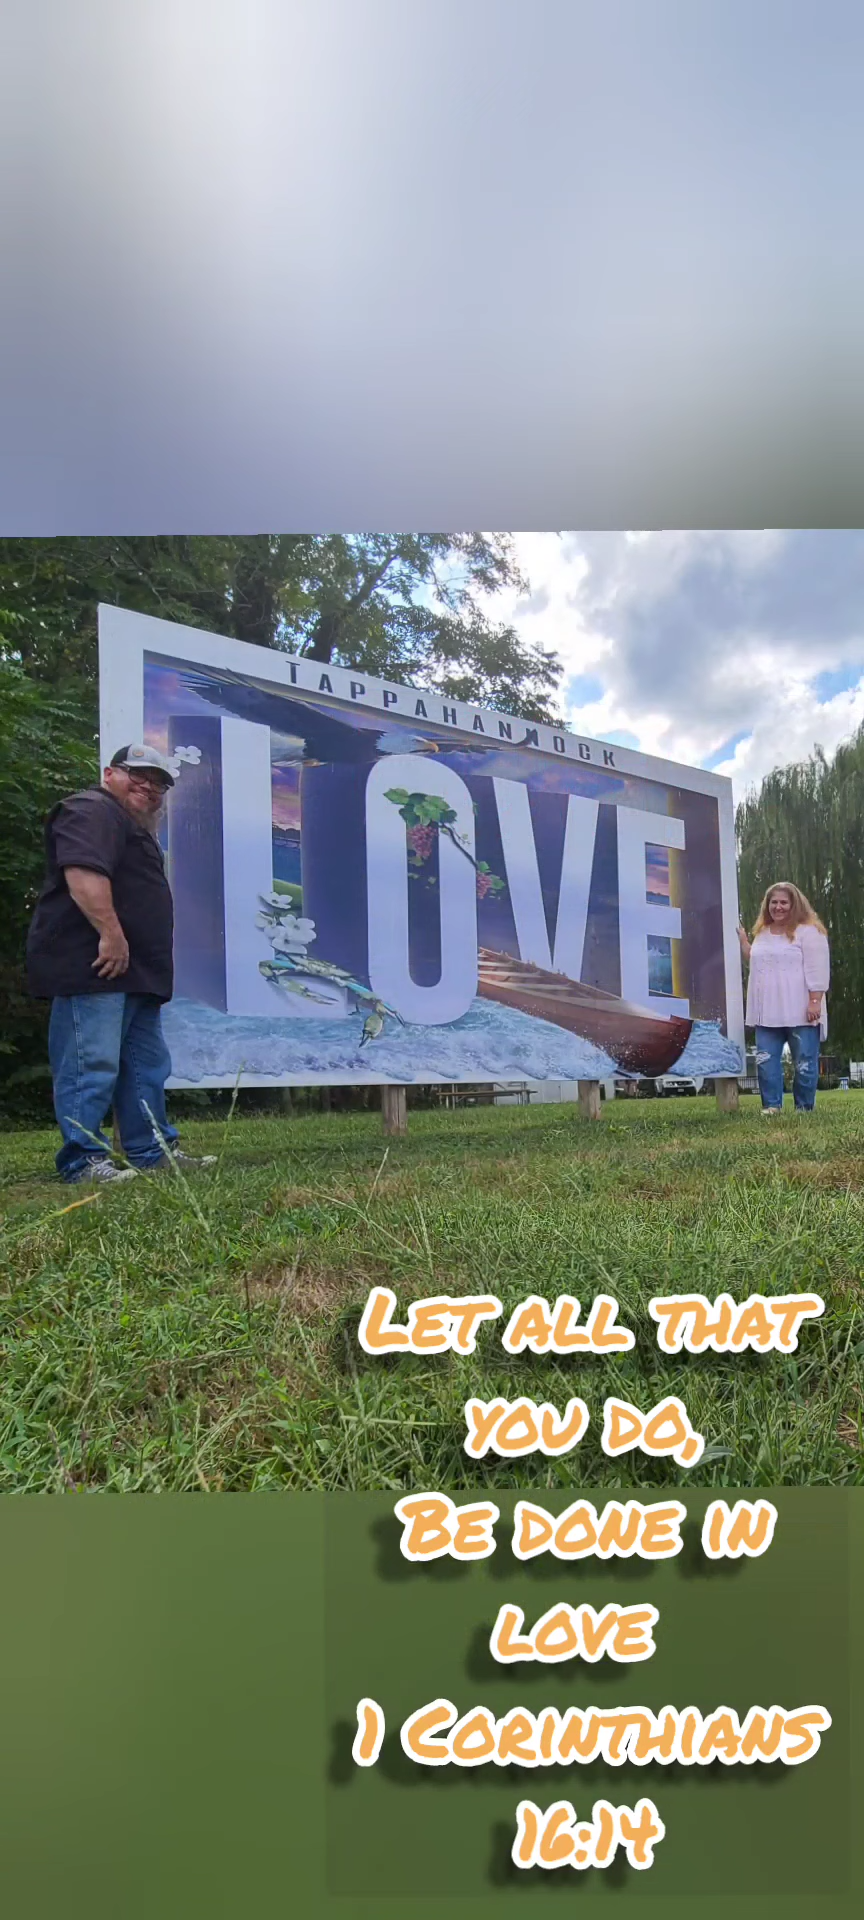 TAPPAHANNOCK
LOVE
LET ALL THAT
YOU DO,
BE DONE IN
LOVE
1 CORINTHIANS
16:14